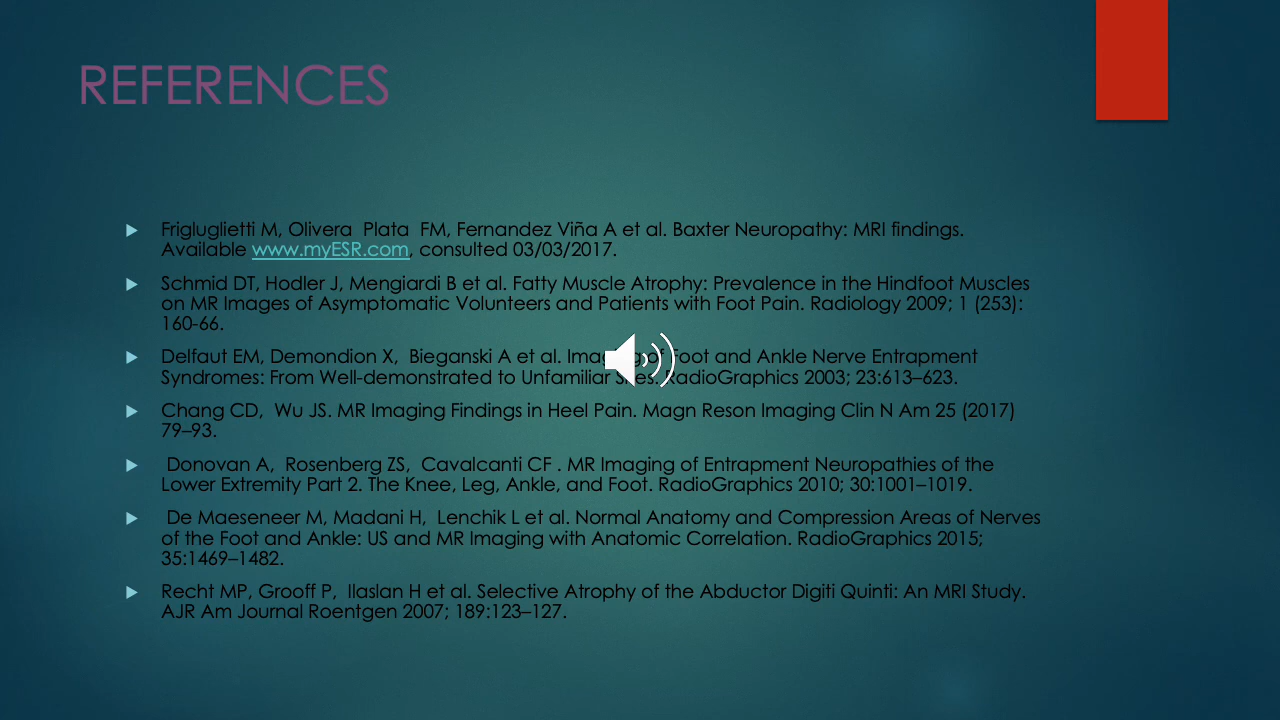 REFERENCES
Frigluglietti M, Olivera Plata FM, Fernandez Viña A et al. Baxter Neuropathy: MRI findings.
Available www.myESR.com, consulted 03/03/2017.
Schmid DT, Hodler J, Mengiardi B et al. Fatty Muscle Atrophy: Prevalence in the Hindfoot Muscles
on MR Images of Asymptomatic Volunteers and Patients with Foot Pain. Radiology 2009; 1 (253):
160-66.
Delfaut EM, Demondion X, Bieganski A et al. Imaging of Foot and Ankle Nerve Entrapment
Syndromes: From Well-demonstrated to Unfamiliar Sites. RadioGraphics 2003; 23:613–623.
Chang CD, Wu JS. MR Imaging Findings in Heel Pain. Magn Reson Imaging Clin N Am 25 (2017)
79–93.
Donovan A, Rosenberg ZS, Cavalcanti CF . MR Imaging of Entrapment Neuropathies of the
Lower Extremity Part 2. The Knee, Leg, Ankle, and Foot. RadioGraphics 2010; 30:1001–1019.
De Maeseneer M, Madani H, Lenchik L et al. Normal Anatomy and Compression Areas of Nerves
of the Foot and Ankle: US and MR Imaging with Anatomic Correlation. RadioGraphics 2015;
35:1469–1482.
Recht MP, Grooff P, Ilaslan H et al. Selective Atrophy of the Abductor Digiti Quinti: An MRI Study.
AJR Am Journal Roentgen 2007; 189:123–127.